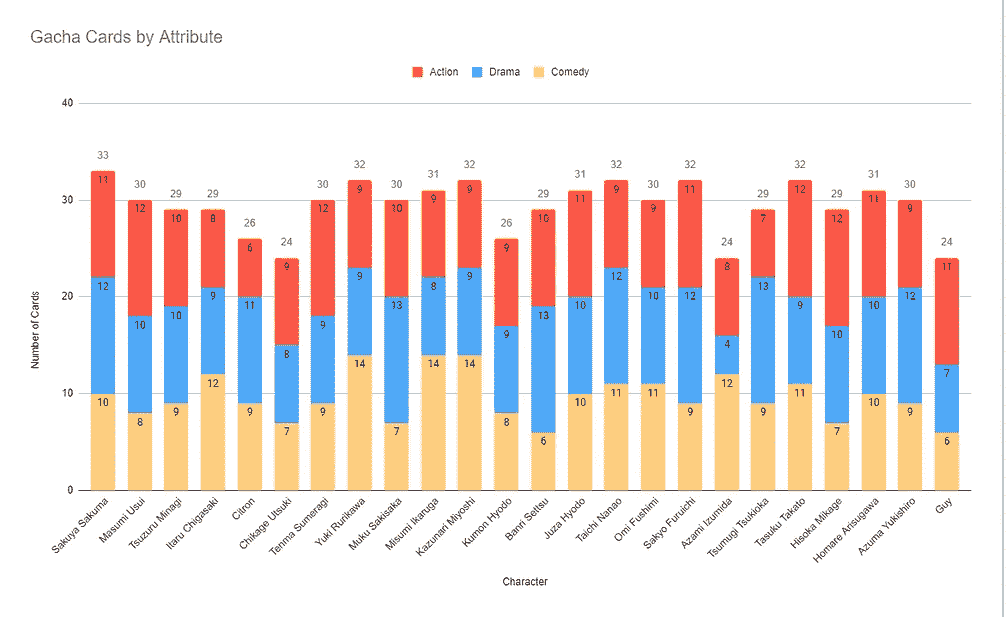 Gacha Cards by Attribute
Action Drama Comedy
40
33 30 29 29 26 24 30 32 30 31 32 26 29 31 32 30 32 24 29 32 29 31 30 24
30
11 12 10 8 6 9 12 9 10 9 9 9 10 11 9 9 11 8 7 12 12 11 9 11
20
12 10 10 9 11 8 9 9 13 8 9 9 13 10 12 10 12 4 13 9 10 10 12 7
10
10 8 9 12 9 7 9 14 7 14 14 8 6 10 11 11 9 12 9 11 7 10 9 6
0
Number of Cards
Sakuya Sakuma
Masumi Usui
Tsuzuru Minagi
Itaru Chigasaki
Citron
Chikage Utsuki
Tenma Sumeragi
Yuki Rurikawa
Muku Sakisaka
Misumi Ikaruga
Kazunari Miyoshi
Kumon Hyodo
Banri Settsu
Juza Hyodo
Taichi Nanao
Omi Fushimi
Sakyo Furuichi
Azami Izumida
Tsumugi Tsukioka
Tasuku Takato
Hisoka Mikage
Homare Arisugawa
Azuma Yukishiro
Guy
Character